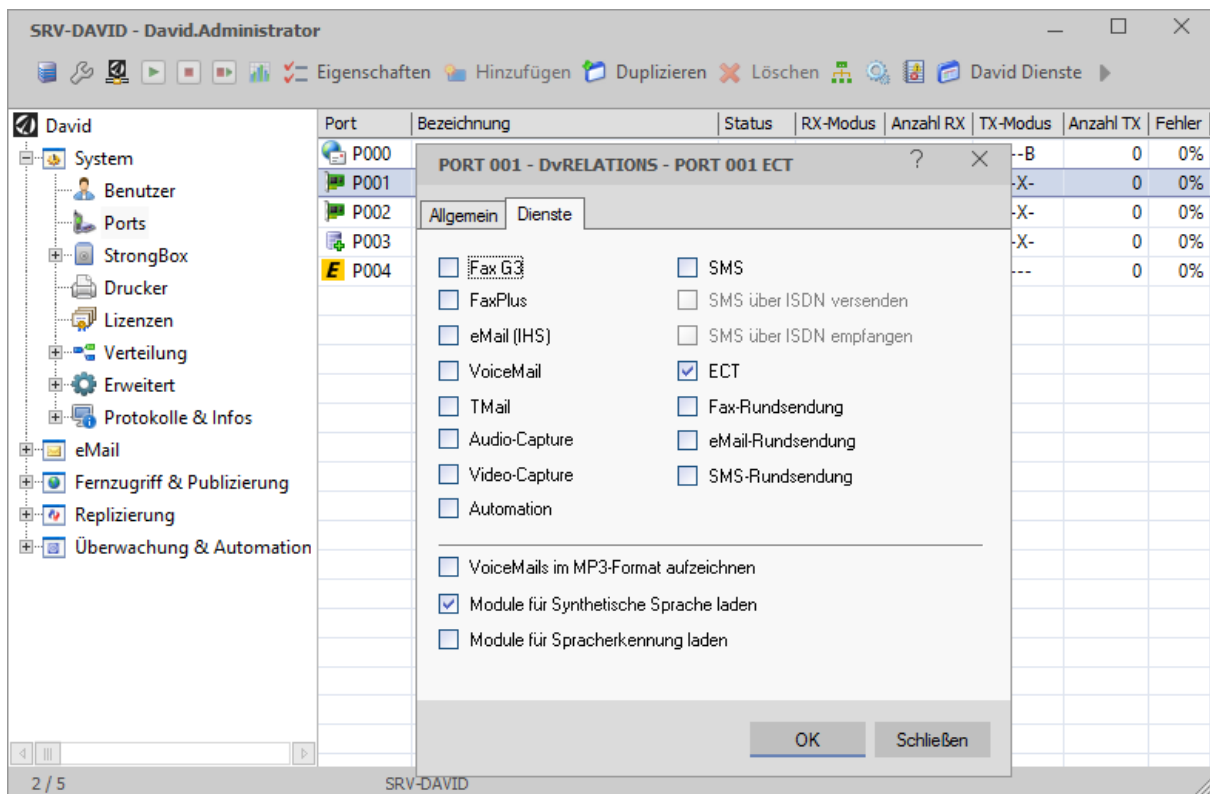 SRV-DAVID - David.Administrator
Eigenschaften Hinzufügen Duplizieren Löschen David Dienste
David
System
Benutzer
Ports
StrongBox
Drucker
Lizenzen
Verteilung
Erweitert
Protokolle & Infos
eMail
Fernzugriff & Publizierung
Replizierung
Überwachung & Automation
Port Bezeichnung Status RX-Modus Anzahl RX TX-Modus Anzahl TX Fehler
P000 --B 0 0%
P001 -X- 0 0%
P002 -X- 0 0%
P003 -X- 0 0%
P004 --- 0 0%
PORT 001 - DvRELATIONS - PORT 001 ECT ?
Allgemein Dienste
Fax G3 SMS
FaxPlus SMS über ISDN versenden
eMail (IHS) SMS über ISDN empfangen
VoiceMail ECT
TMail Fax-Rundsendung
Audio-Capture eMail-Rundsendung
Video-Capture SMS-Rundsendung
Automation
VoiceMails im MP3-Format aufzeichnen
Module für Synthetische Sprache laden
Module für Spracherkennung laden
OK Schließen
2 / 5 SRV-DAVID